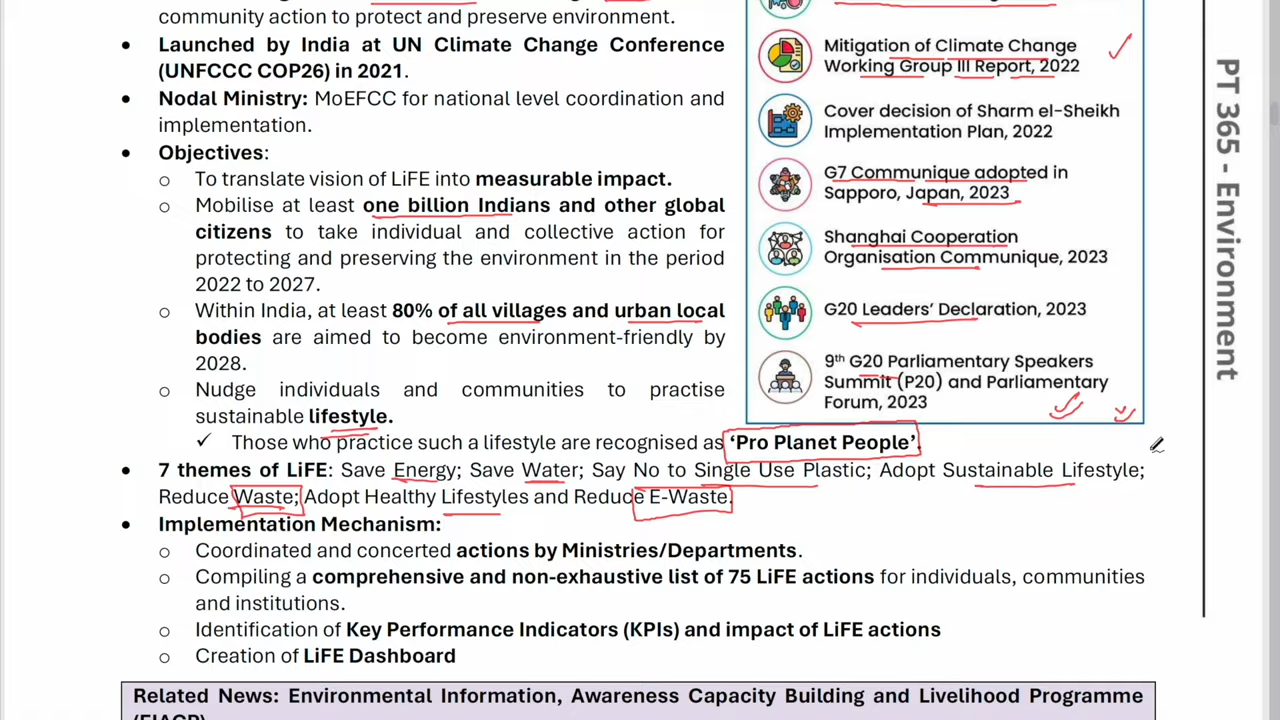 community action to protect and preserve environment.
• Launched by India at UN Climate Change Conference
(UNFCCC COP26) in 2021.
• Nodal Ministry: MoEFCC for national level coordination and
implementation.
• Objectives:
o To translate vision of LiFE into measurable impact.
o Mobilise at least one billion Indians and other global
citizens to take individual and collective action for
protecting and preserving the environment in the period
2022 to 2027.
o Within India, at least 80% of all villages and urban local
bodies are aimed to become environment-friendly by
2028.
o Nudge individuals and communities to practise
sustainable lifestyle.
✓ Those who practice such a lifestyle are recognised as ‘Pro Planet People’.
• 7 themes of LiFE: Save Energy; Save Water; Say No to Single Use Plastic; Adopt Sustainable Lifestyle;
Reduce Waste; Adopt Healthy Lifestyles and Reduce E-Waste.
• Implementation Mechanism:
o Coordinated and concerted actions by Ministries/Departments.
o Compiling a comprehensive and non-exhaustive list of 75 LiFE actions for individuals, communities
and institutions.
o Identification of Key Performance Indicators (KPIs) and impact of LiFE actions
o Creation of LiFE Dashboard
Related News: Environmental Information, Awareness Capacity Building and Livelihood Programme
(EIACP)
Mitigation of Climate Change
Working Group III Report, 2022
Cover decision of Sharm el-Sheikh
Implementation Plan, 2022
G7 Communique adopted in
Sapporo, Japan, 2023
Shanghai Cooperation
Organisation Communique, 2023
G20 Leaders’ Declaration, 2023
9th G20 Parliamentary Speakers
Summit (P20) and Parliamentary
Forum, 2023
PT 365 - Environment